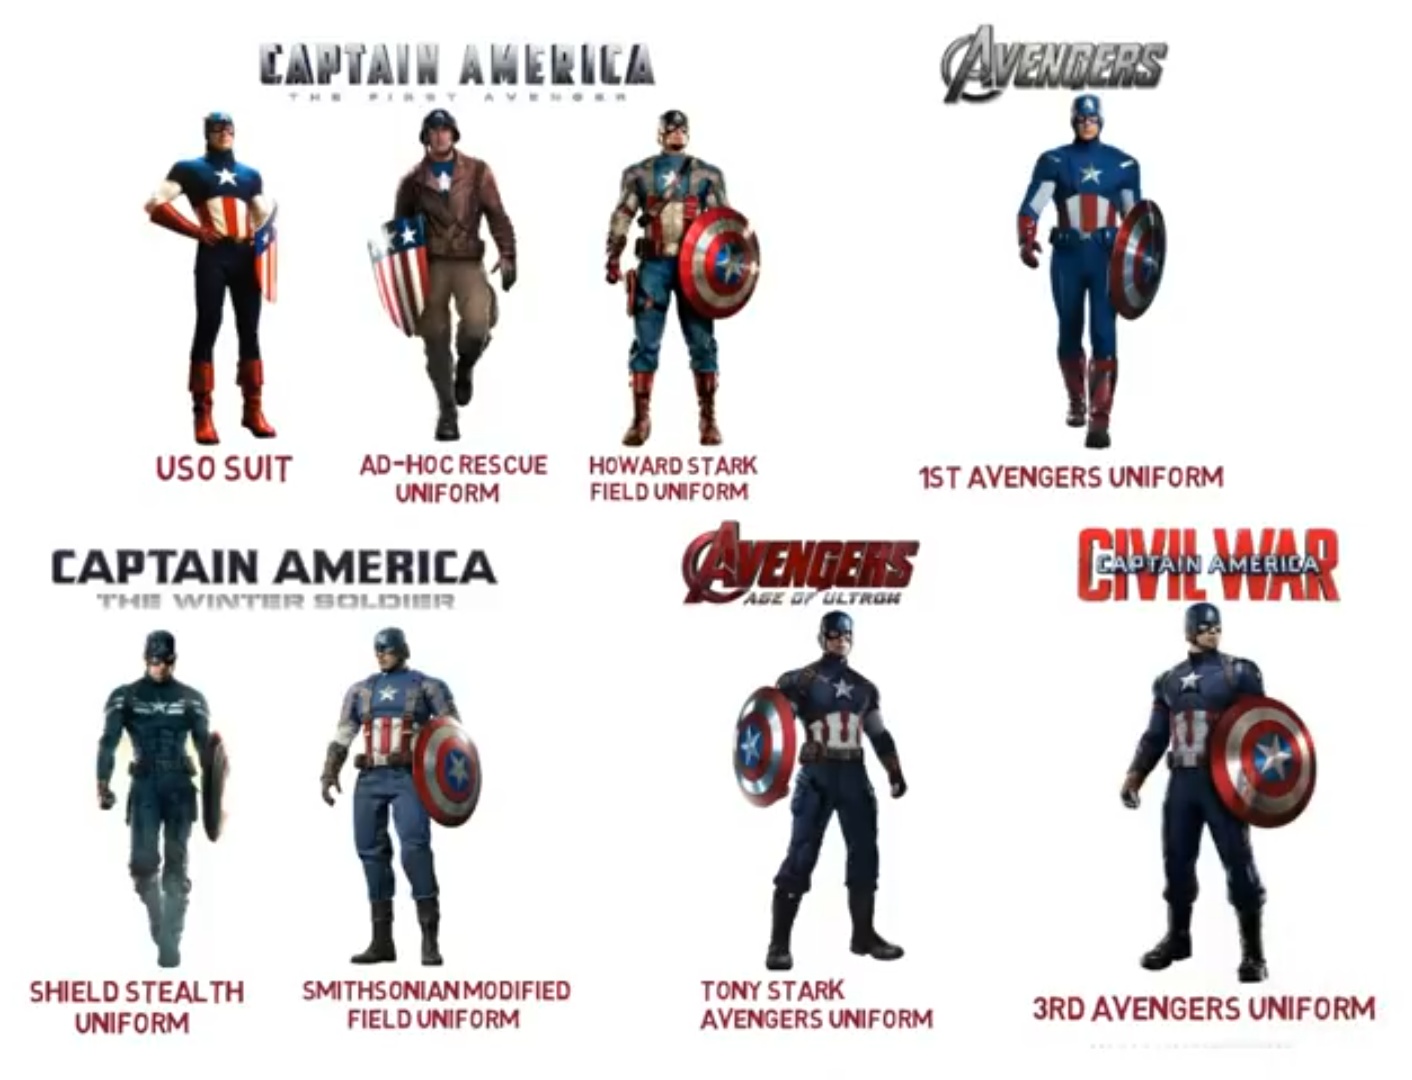 CAPTAIN AMERICA
THE FIRST AVENGER
AVENGERS
USO SUIT
AD-HOC RESCUE
UNIFORM
HOWARD STARK
FIELD UNIFORM
1ST AVENGERS UNIFORM
CAPTAIN AMERICA
THE WINTER SOLDIER
AVENGERS
AGE OF ULTRON
CIVIL WAR
CAPTAIN AMERICA
SHIELD STEALTH
UNIFORM
SMITHSONIAN MODIFIED
FIELD UNIFORM
TONY STARK
AVENGERS UNIFORM
3RD AVENGERS UNIFORM